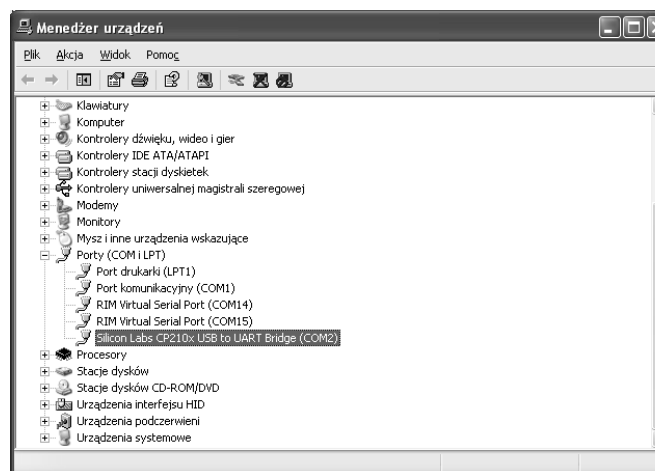 Menedżer urządzeń
Plik Akcja Widok Pomoc
Klawiatury
Komputer
Kontrolery dźwięku, wideo i gier
Kontrolery IDE ATA/ATAPI
Kontrolery stacji dyskietek
Kontrolery uniwersalnej magistrali szeregowej
Modemy
Monitory
Mysz i inne urządzenia wskazujące
Porty (COM i LPT)
Port drukarki (LPT1)
Port komunikacyjny (COM1)
RIM Virtual Serial Port (COM14)
RIM Virtual Serial Port (COM15)
Silicon Labs CP210x USB to UART Bridge (COM2)
Procesory
Stacje dysków
Stacje dysków CD-ROM/DVD
Urządzenia interfejsu HID
Urządzenia podczerwieni
Urządzenia systemowe